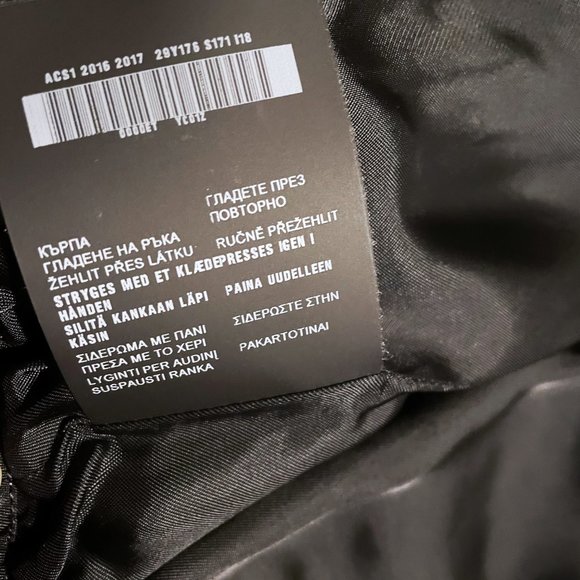 ACS1 2016 2017 29Y176 S171 I18
YC012
КЪРПА
ГЛАДЕТЕ ПРЕЗ
ГЛАДЕНЕ НА РЪКА
ПОВТОРНО
ŽEHLIT PŘES LÁTKU
RUČNĚ PŘEŽEHLIT
STRYGES MED ET KLÆDE
PRESSES IGEN I
HÅNDEN
SILITÄ KANKAAN LÄPI
PAINA UUDELLEEN
KÄSIN
ΣΙΔΕΡΩΜΑ ΜΕ ΠΑΝΙ
ΣΙΔΕΡΩΣΤΕ ΣΤΗΝ
ΠΡΕΣΑ ΜΕ ΤΟ ΧΕΡΙ
LYGINTI PER AUDINĮ
PAKARTOTINAI
SUSPAUSTI RANKA